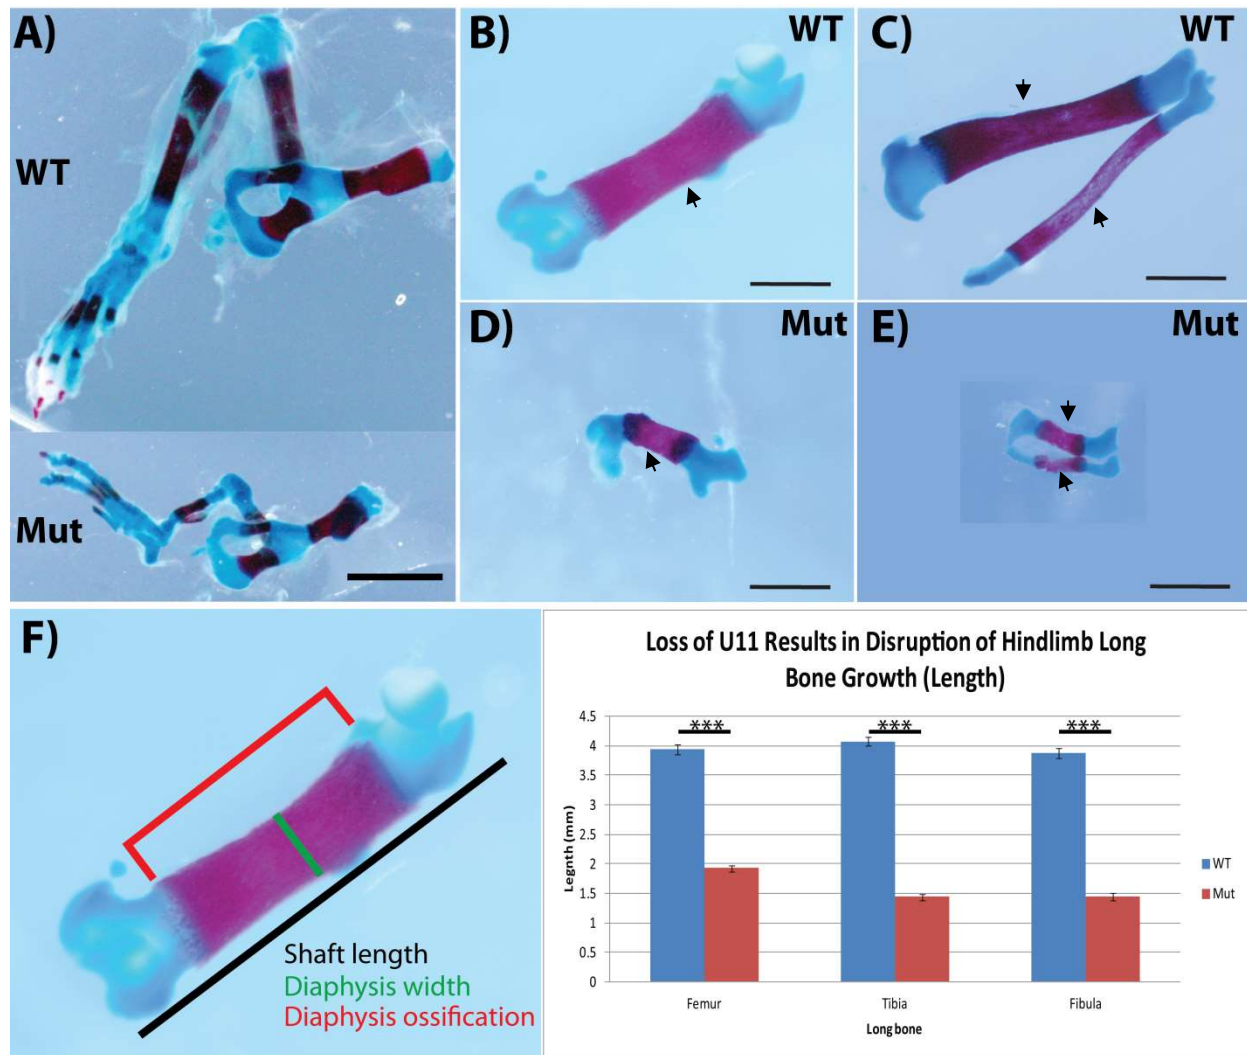 A)
WT
Mut
B)
WT
C)
WT
D)
Mut
E)
Mut
F)
Shaft length
Diaphysis width
Diaphysis ossification
Loss of U11 Results in Disruption of Hindlimb Long
Bone Growth (Length)
Legnth (mm)
4.5
4
3.5
3
2.5
2
1.5
1
0.5
0
***
***
***
Femur
Tibia
Fibula
Long bone
WT
Mut